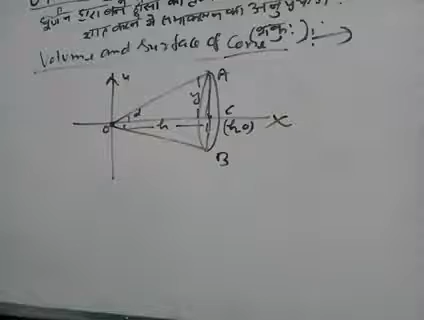 पूर्णन द्वारा बने ठोसों का
ज्ञात करने में समाकलन का अनुप्रयोग :
Volume and Surface of Cone (शंकु) :→
y
A
y
α
O
h
C
(h,0)
X
B